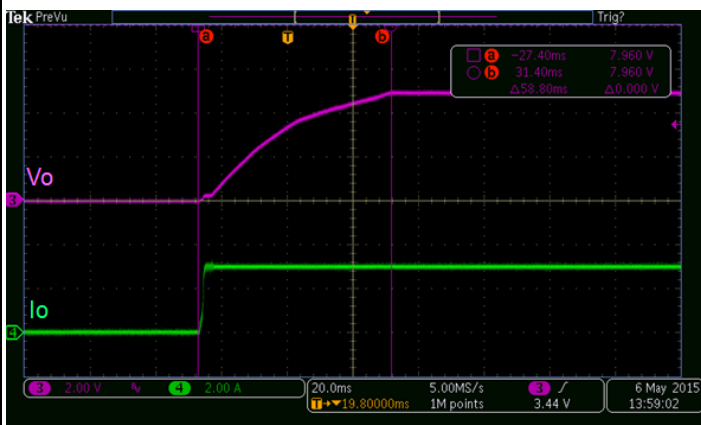 Tek PreVu Trig?
a T b
a −27.40ms 7.960 V
b 31.40ms 7.960 V
Δ58.80ms Δ0.000 V
Vo
3
Io
4
3 2.00 V 4 2.00 A 20.0ms 5.00MS/s 3 6 May 2015
T→▼19.80000ms 1M points 3.44 V 13:59:02